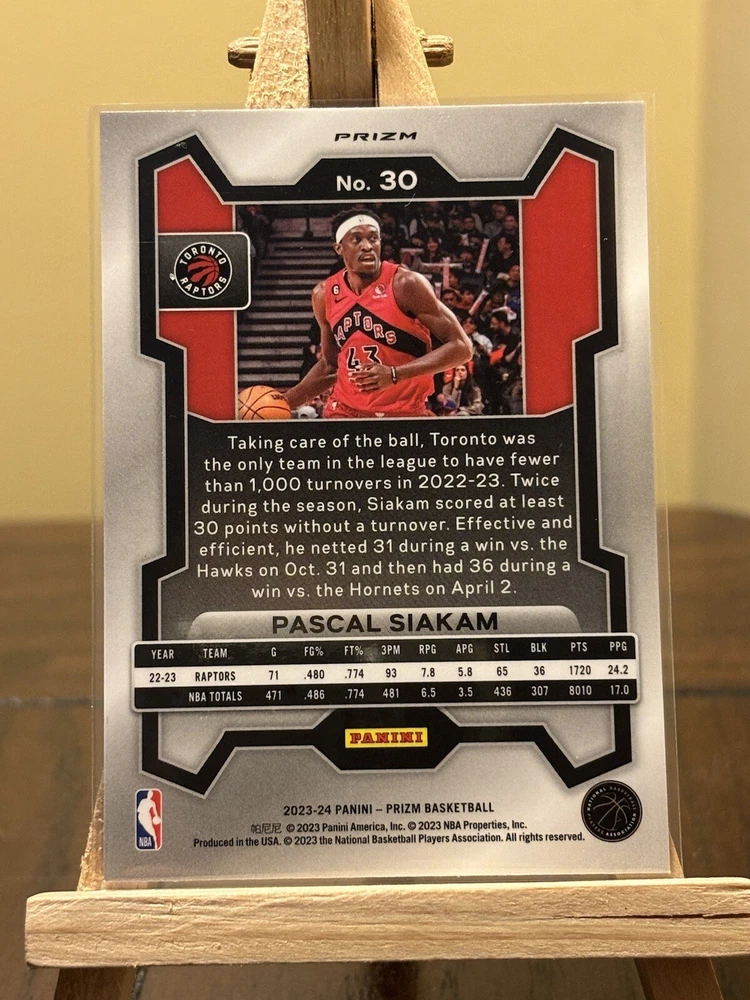 PRIZM
No. 30
TORONTO
RAPTORS
6
RAPTORS
43
Taking care of the ball, Toronto was
the only team in the league to have fewer
than 1,000 turnovers in 2022-23. Twice
during the season, Siakam scored at least
30 points without a turnover. Effective and
efficient, he netted 31 during a win vs. the
Hawks on Oct. 31 and then had 36 during a
win vs. the Hornets on April 2.
PASCAL SIAKAM
YEAR TEAM G FG% FT% 3PM RPG APG STL BLK PTS PPG
22-23 RAPTORS 71 .480 .774 93 7.8 5.8 65 36 1720 24.2
NBA TOTALS 471 .486 .774 481 6.5 3.5 436 307 8010 17.0
PANINI
2023-24 PANINI – PRIZM BASKETBALL
帕尼尼 © 2023 Panini America, Inc. © 2023 NBA Properties, Inc.
Produced in the USA. © 2023 the National Basketball Players Association. All rights reserved.
NBA
NATIONAL BASKETBALL
PLAYERS ASSOCIATION